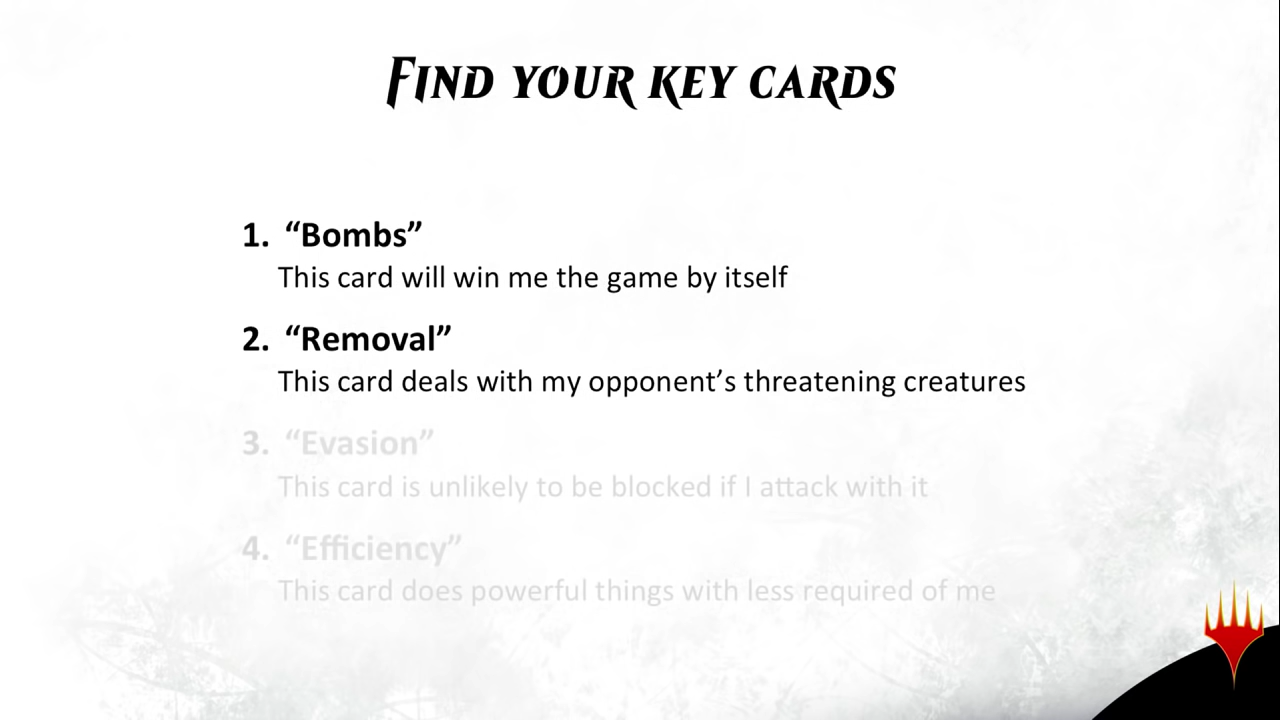 Find your key cards
1. “Bombs”
This card will win me the game by itself
2. “Removal”
This card deals with my opponent’s threatening creatures
3. “Evasion”
This card is unlikely to be blocked if I attack with it
4. “Efficiency”
This card does powerful things with less required of me